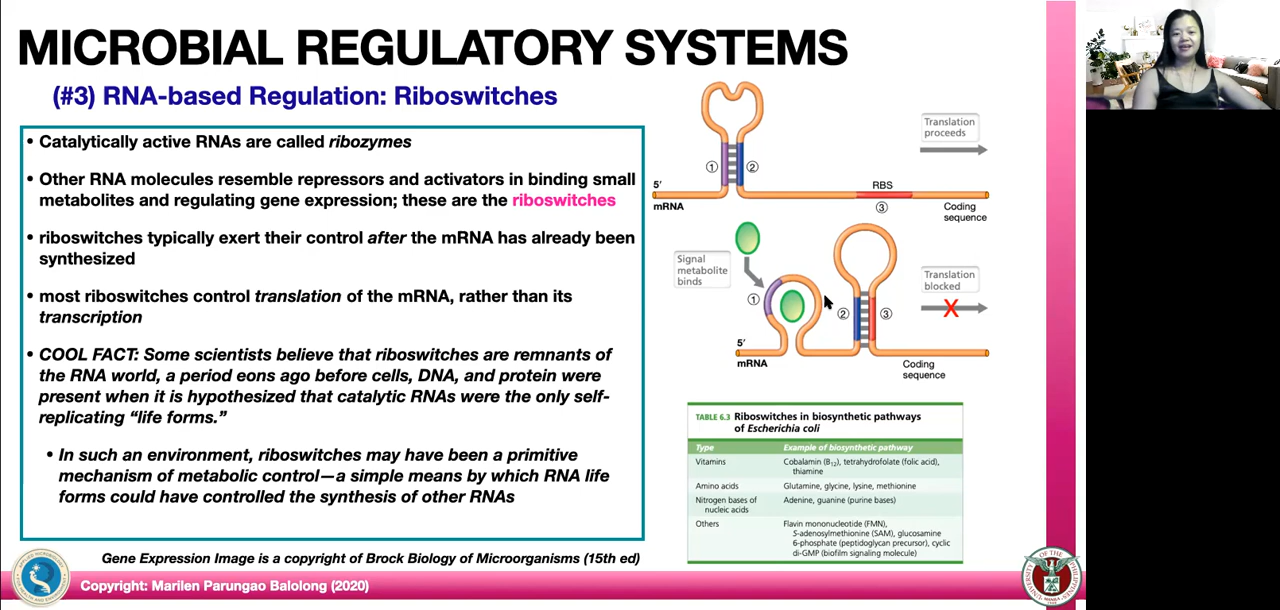 MICROBIAL REGULATORY SYSTEMS
(#3) RNA-based Regulation: Riboswitches
• Catalytically active RNAs are called ribozymes
• Other RNA molecules resemble repressors and activators in binding small
metabolites and regulating gene expression; these are the riboswitches
• riboswitches typically exert their control after the mRNA has already been
synthesized
• most riboswitches control translation of the mRNA, rather than its
transcription
• COOL FACT: Some scientists believe that riboswitches are remnants of
the RNA world, a period eons ago before cells, DNA, and protein were
present when it is hypothesized that catalytic RNAs were the only self-
replicating “life forms.”
• In such an environment, riboswitches may have been a primitive
mechanism of metabolic control—a simple means by which RNA life
forms could have controlled the synthesis of other RNAs
① ②
Translation
proceeds
5′
mRNA
RBS
③
Coding
sequence
Signal
metabolite
binds
①
② ③
Translation
blocked
X
5′
mRNA
Coding
sequence
TABLE 6.3 Riboswitches in biosynthetic pathways
of Escherichia coli
Type Example of biosynthetic pathway
Vitamins Cobalamin (B12), tetrahydrofolate (folic acid),
thiamine
Amino acids Glutamine, glycine, lysine, methionine
Nitrogen bases of Adenine, guanine (purine bases)
nucleic acids
Others Flavin mononucleotide (FMN),
S-adenosylmethionine (SAM), glucosamine
6-phosphate (peptidoglycan precursor), cyclic
di-GMP (biofilm signaling molecule)
Gene Expression Image is a copyright of Brock Biology of Microorganisms (15th ed)
Copyright: Marilen Parungao Balolong (2020)